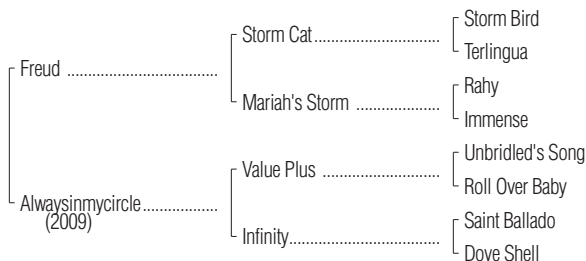 Storm Bird
Storm Cat
Terlingua
Freud
Rahy
Mariah's Storm
Immense
Unbridled's Song
Value Plus
Roll Over Baby
Alwaysinmycircle
(2009)
Saint Ballado
Infinity
Dove Shell